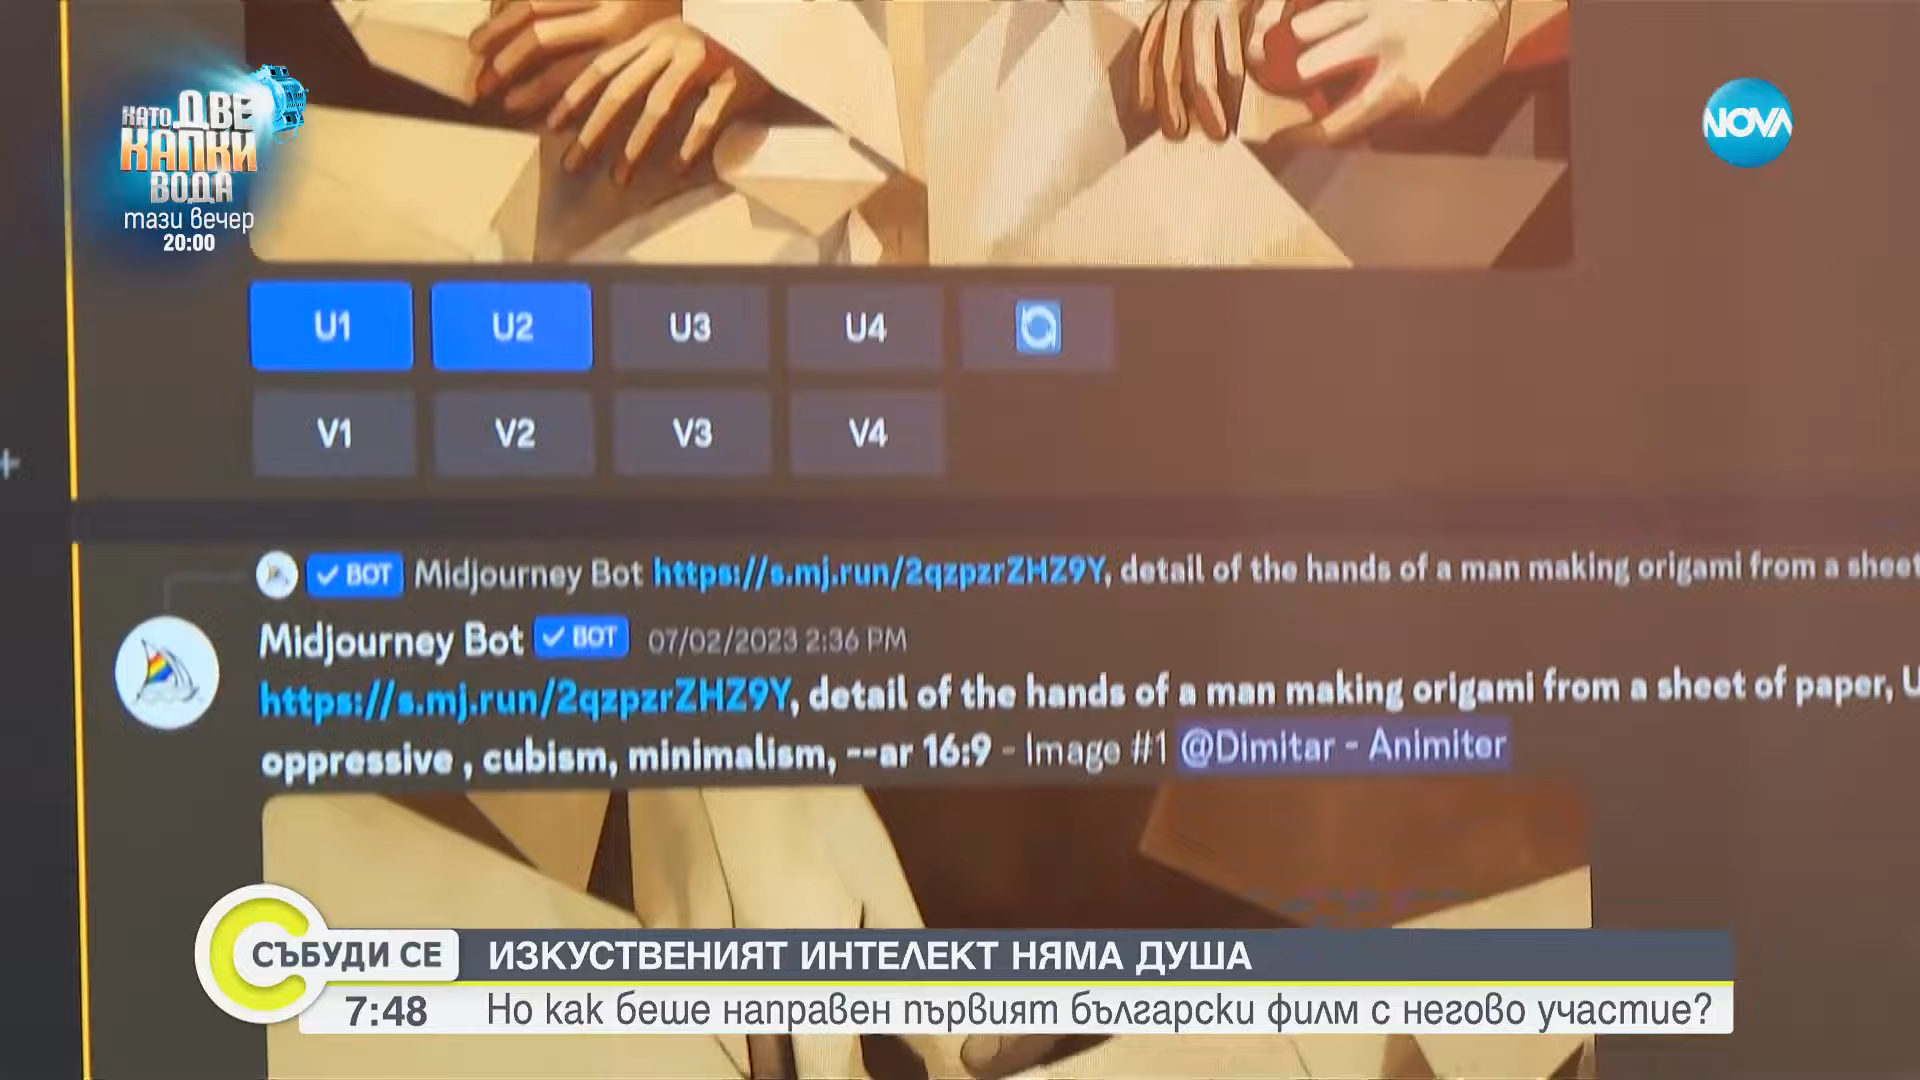 КАТО ДВЕ
КАПКИ
ВОДА
тази вечер
20:00
NOVA
U1 U2 U3 U4
V1 V2 V3 V4
BOT Midjourney Bot https://s.mj.run/2qzpzrZHZ9Y, detail of the hands of a man making origami from a sheet
Midjourney Bot BOT 07/02/2023 2:36 PM
https://s.mj.run/2qzpzrZHZ9Y, detail of the hands of a man making origami from a sheet of paper, U
oppressive , cubism, minimalism, --ar 16:9 - Image #1 @Dimitar - Animiter
СЪБУДИ СЕ
ИЗКУСТВЕНИЯТ ИНТЕЛЕКТ НЯМА ДУША
7:48
Но как беше направен първият български филм с негово участие?